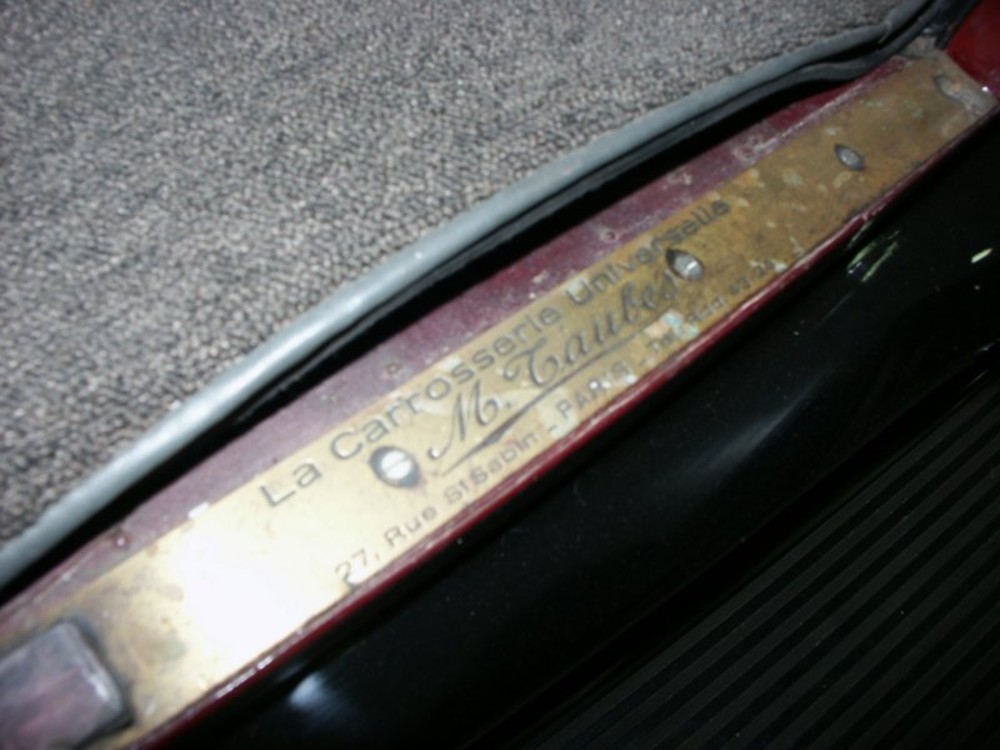 La Carrosserie Universelle
M. Taubes
27, Rue St Sabin - PARIS -